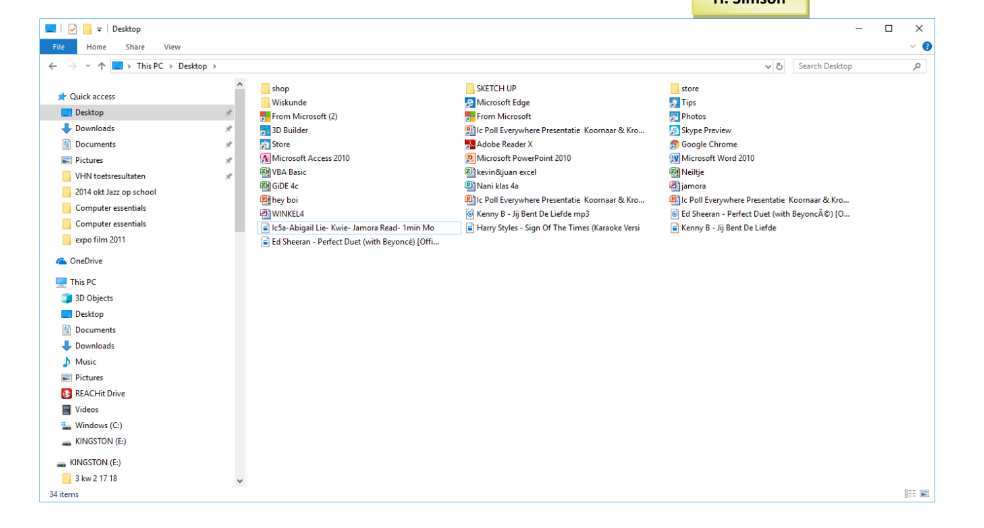 H. Simson
Desktop
File Home Share View
This PC > Desktop >
Search Desktop
Quick access
Desktop
Downloads
Documents
Pictures
VHN toetsresultaten
2014 okt Jazz op school
Computer essentials
Computer essentials
expo film 2011
OneDrive
This PC
3D Objects
Desktop
Documents
Downloads
Music
Pictures
REACHit Drive
Videos
Windows (C:)
KINGSTON (E:)
KINGSTON (E:)
3 kw 2 17 18
shop SKETCH UP store
Wiskunde Microsoft Edge Tips
From Microsoft (2) From Microsoft Photos
3D Builder Ic Poll Everywhere Presentatie Koornaar & Kro... Skype Preview
Store Adobe Reader X Google Chrome
Microsoft Access 2010 Microsoft PowerPoint 2010 Microsoft Word 2010
VBA Basic kevin&juan excel Neiltje
GiDE 4c Nani klas 4a jamora
hey boi Ic Poll Everywhere Presentatie Koornaar & Kro... Ic Poll Everywhere Presentatie Koornaar & Kro...
WINKEL4 Kenny B - Jij Bent De Liefde mp3 Ed Sheeran - Perfect Duet (with BeyoncÃ©) [O...
Ic5a-Abigail Lie- Kwie- Jamora Read- 1min Mo Harry Styles - Sign Of The Times (Karaoke Versi Kenny B - Jij Bent De Liefde
Ed Sheeran - Perfect Duet (with Beyoncé) [Offi...
34 items